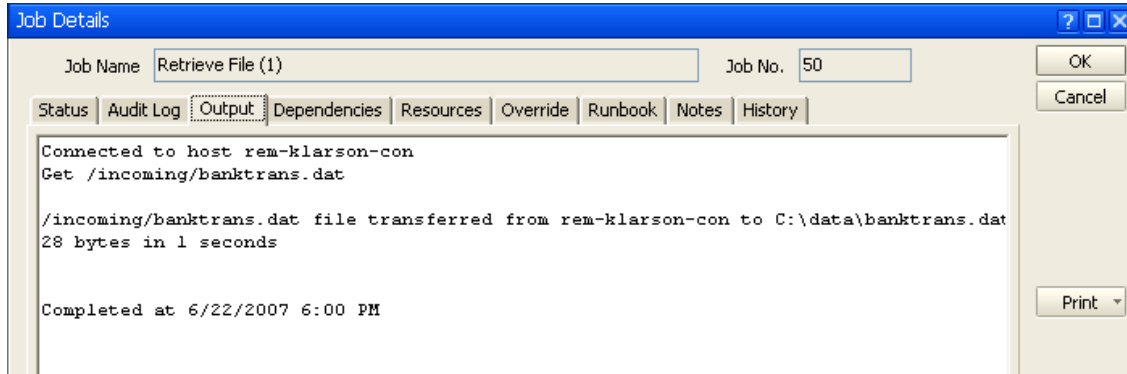 Job Details
Job Name Retrieve File (1) Job No. 50 OK
Status Audit Log Output Dependencies Resources Override Runbook Notes History Cancel
Connected to host rem-klarson-con
Get /incoming/banktrans.dat
/incoming/banktrans.dat file transferred from rem-klarson-con to C:\data\banktrans.dat
28 bytes in 1 seconds
Completed at 6/22/2007 6:00 PM
Print